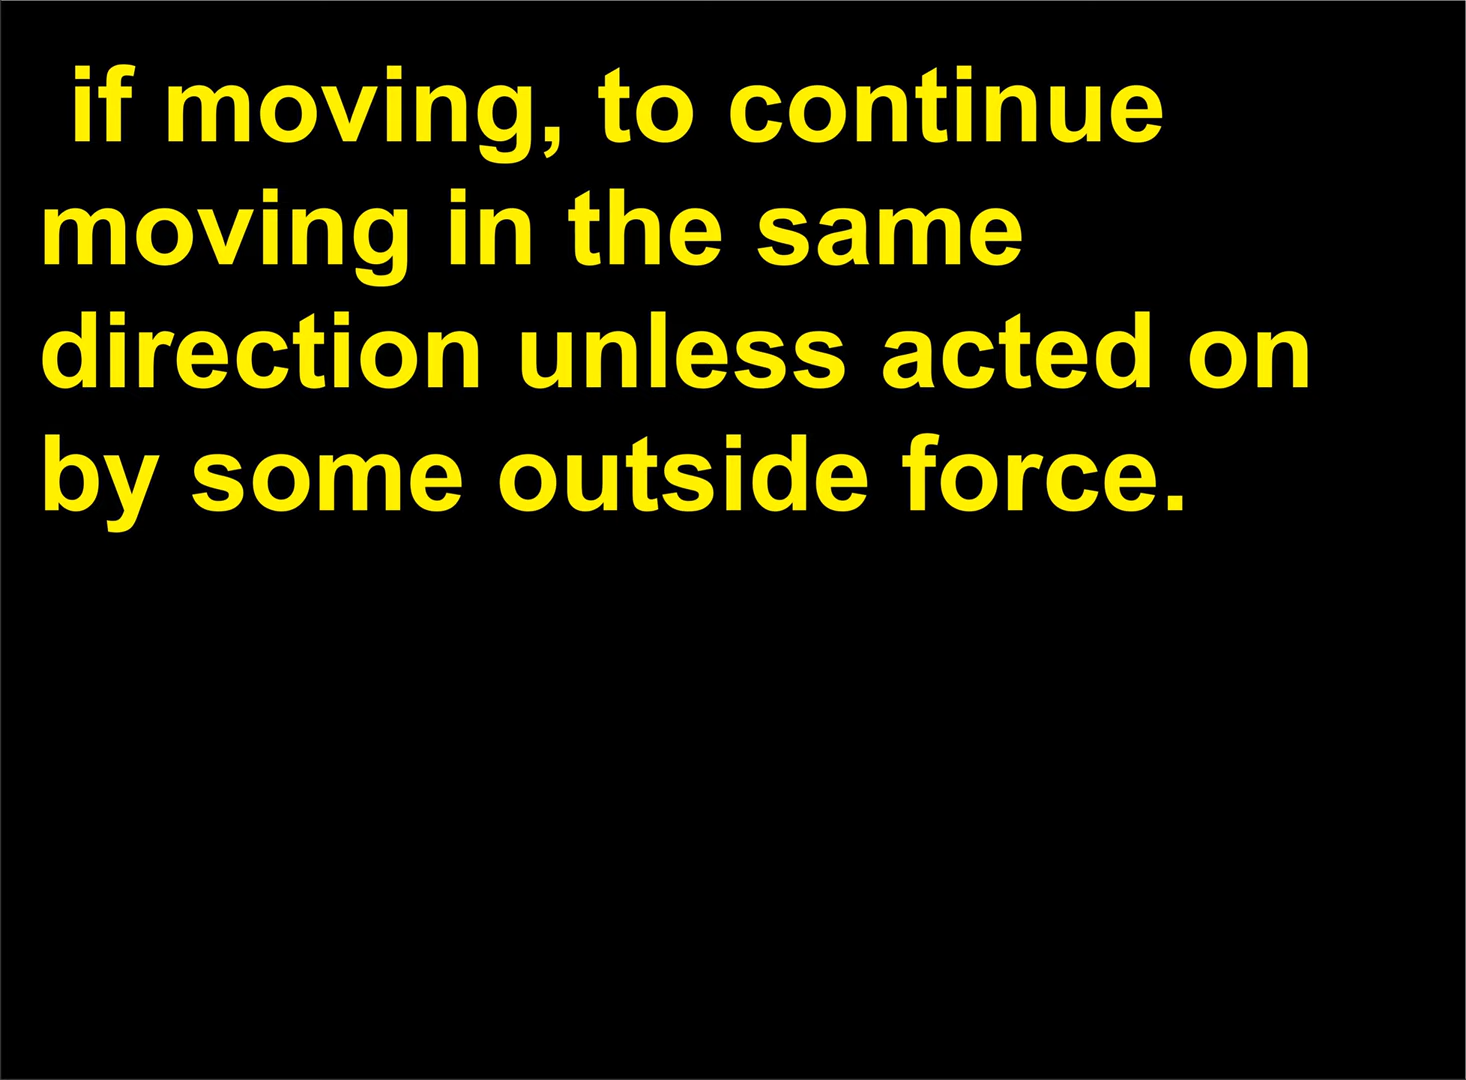 if moving, to continue
moving in the same
direction unless acted on
by some outside force.